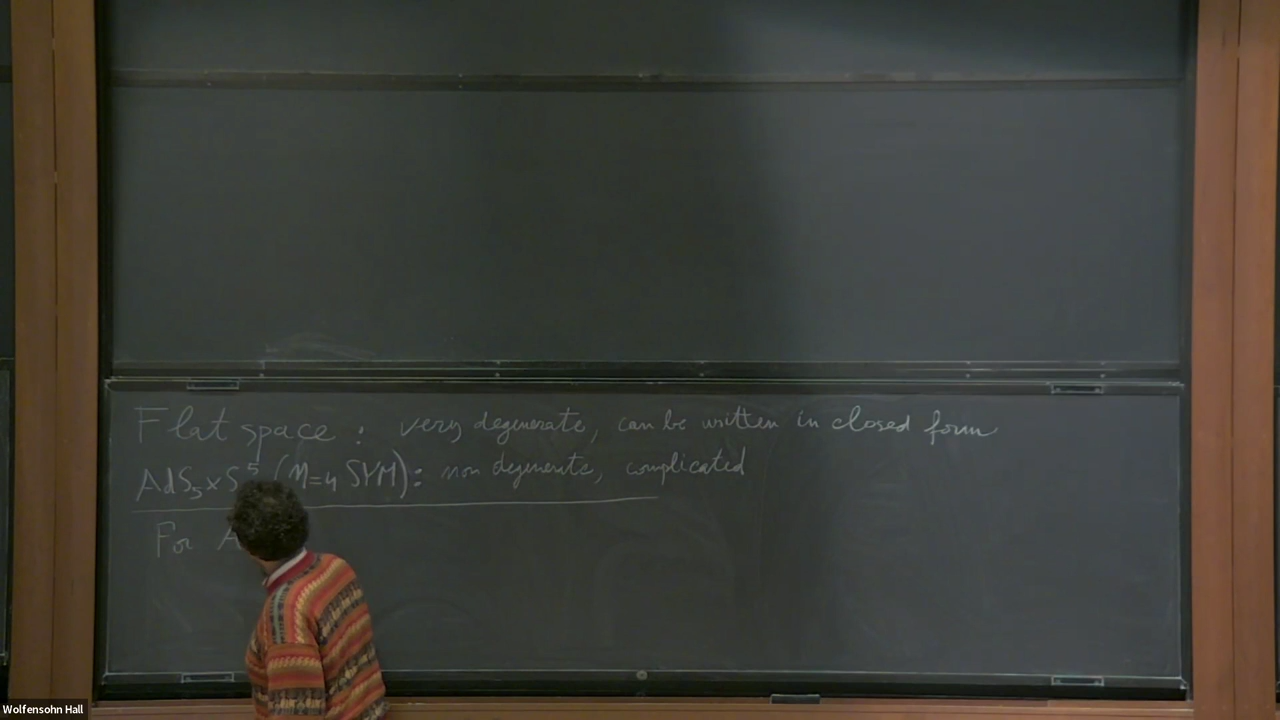 Flat space : very degenerate, can be written in closed form
AdS₅×S⁵ (N=4 SYM): non degenerate, complicated
For A
Wolfensohn Hall